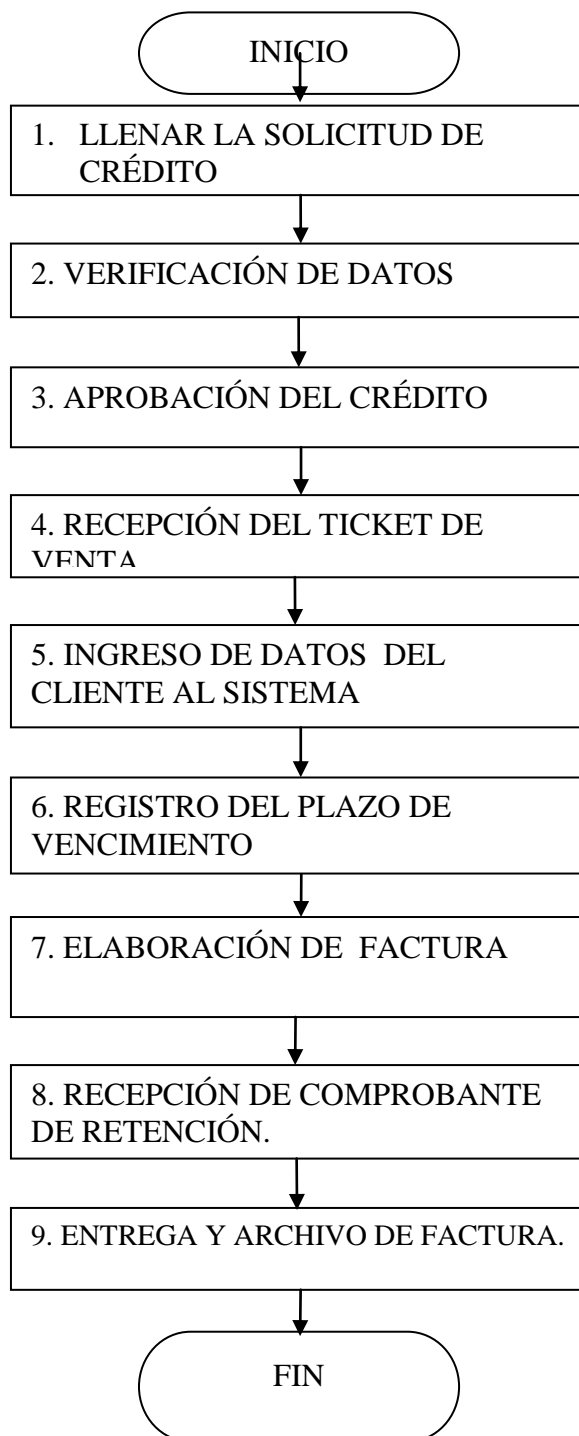 INICIO
1. LLENAR LA SOLICITUD DE
CRÉDITO
2. VERIFICACIÓN DE DATOS
3. APROBACIÓN DEL CRÉDITO
4. RECEPCIÓN DEL TICKET DE
VENTA
5. INGRESO DE DATOS DEL
CLIENTE AL SISTEMA
6. REGISTRO DEL PLAZO DE
VENCIMIENTO
7. ELABORACIÓN DE FACTURA
8. RECEPCIÓN DE COMPROBANTE
DE RETENCIÓN.
9. ENTREGA Y ARCHIVO DE FACTURA.
FIN